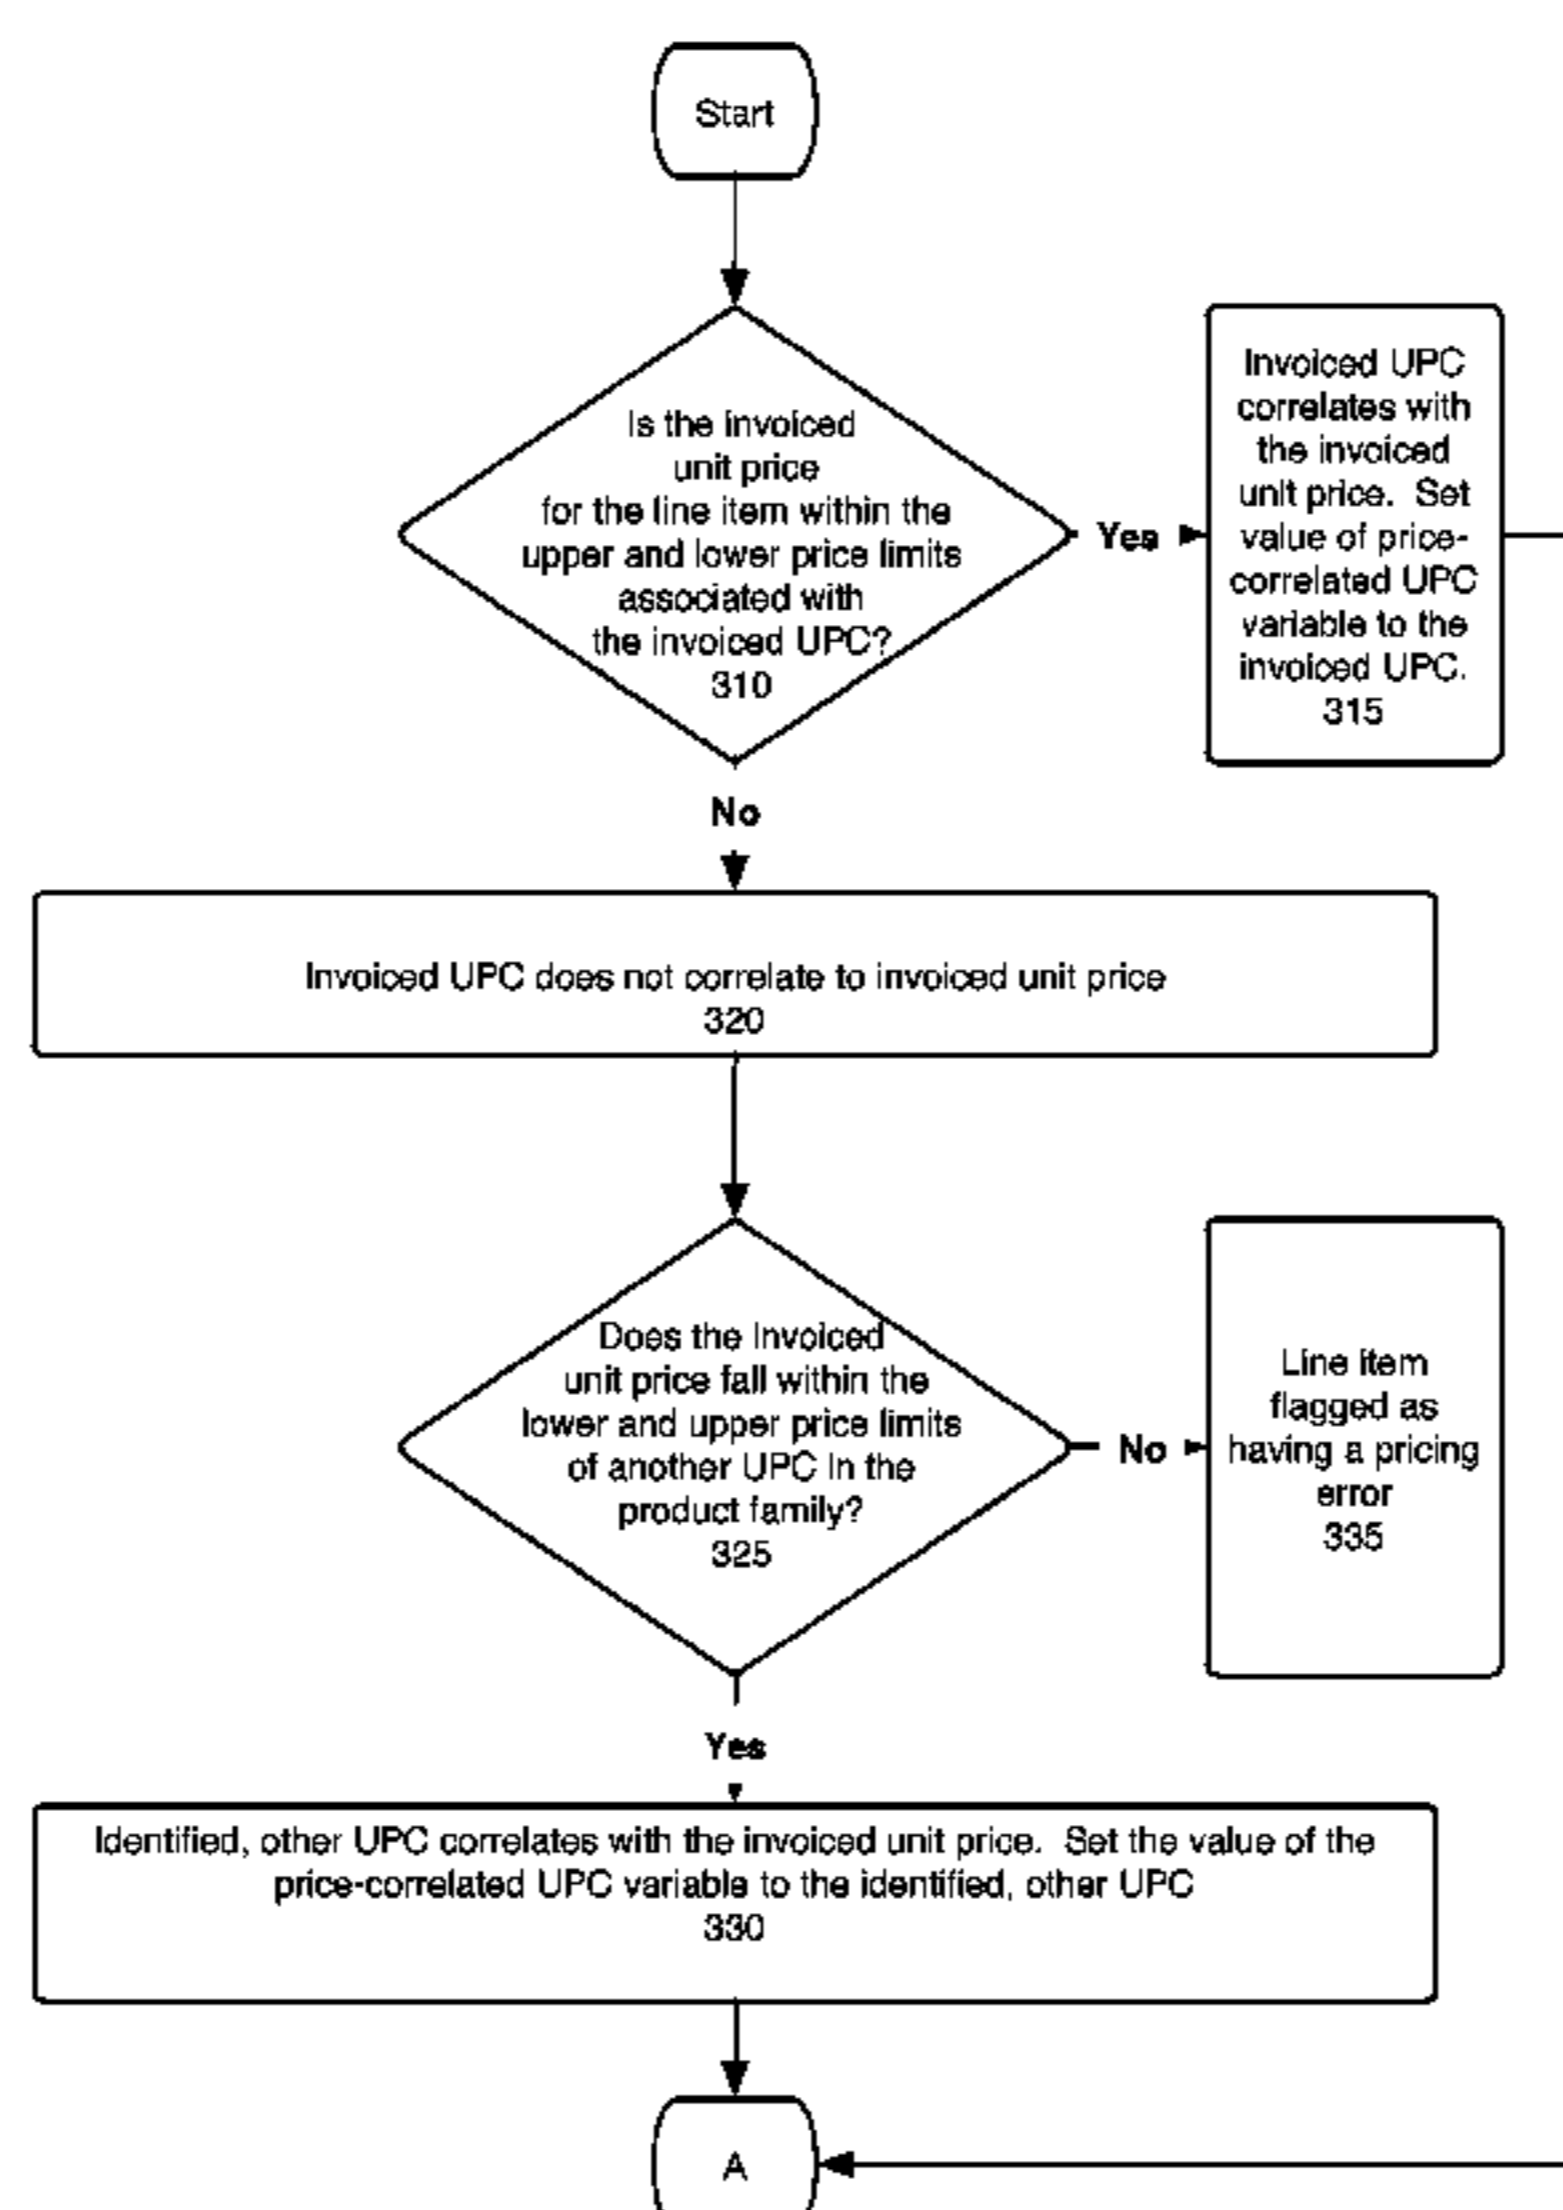 Start
Is the invoiced
unit price
for the line item within the
upper and lower price limits
associated with
the invoiced UPC?
310
Yes
Invoiced UPC
correlates with
the invoiced
unit price. Set
value of price-
correlated UPC
variable to the
invoiced UPC.
315
No
Invoiced UPC does not correlate to invoiced unit price
320
Does the Invoiced
unit price fall within the
lower and upper price limits
of another UPC in the
product family?
325
No
Line item
flagged as
having a pricing
error
335
Yes
Identified, other UPC correlates with the invoiced unit price. Set the value of the
price-correlated UPC variable to the identified, other UPC
330
A